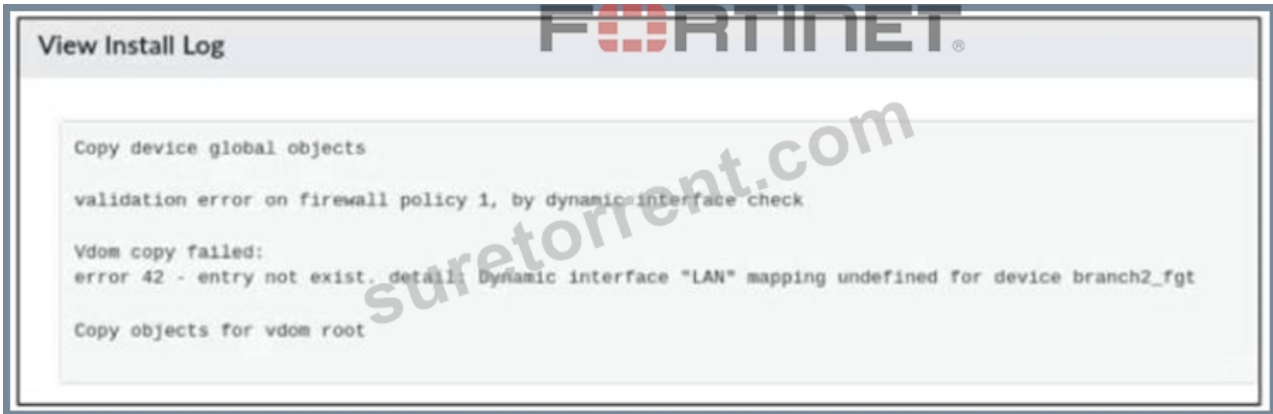 FORTINET®
View Install Log
Copy device global objects
validation error on firewall policy 1, by dynamic interface check
Vdom copy failed:
error 42 - entry not exist. detail: Dynamic interface "LAN" mapping undefined for device branch2_fgt
Copy objects for vdom root
suretorrent.com